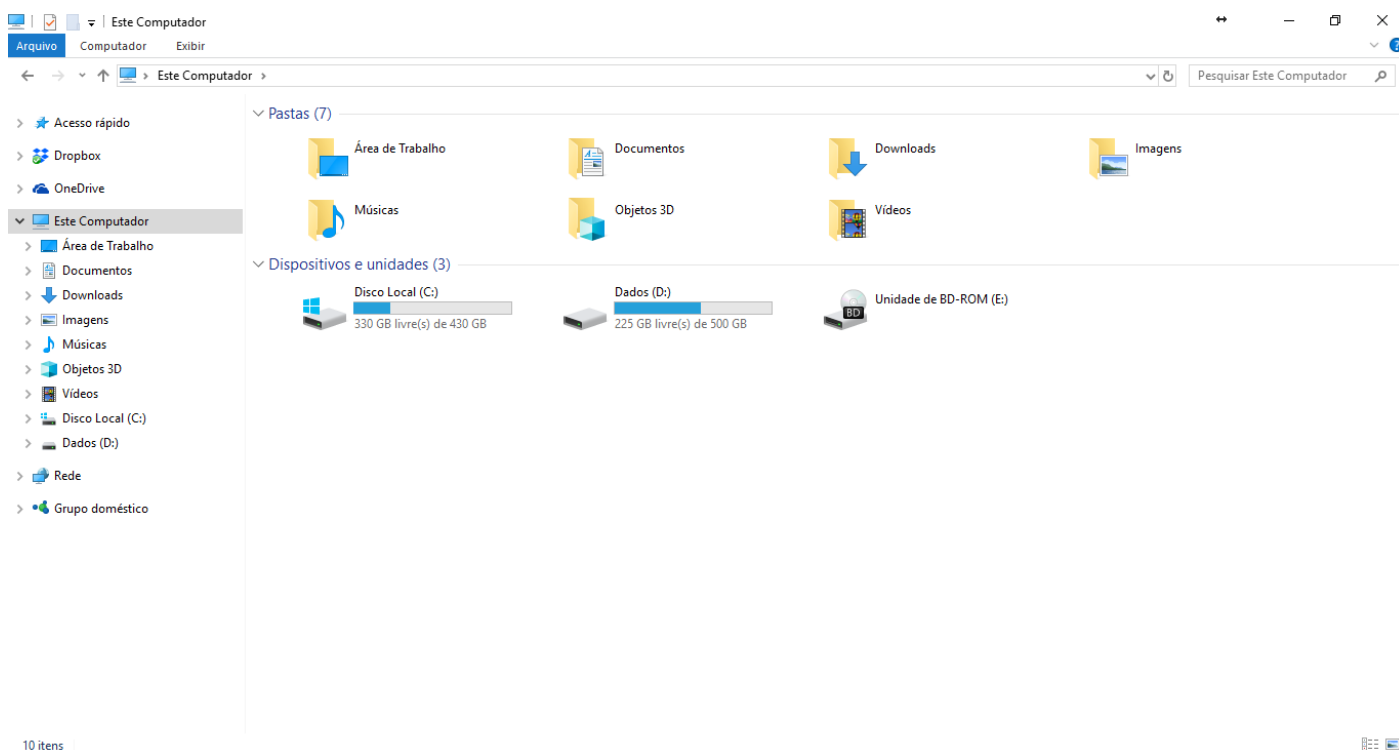 Este Computador
Arquivo Computador Exibir
Este Computador
Pesquisar Este Computador
Acesso rápido
Dropbox
OneDrive
Este Computador
Área de Trabalho
Documentos
Downloads
Imagens
Músicas
Objetos 3D
Vídeos
Disco Local (C:)
Dados (D:)
Rede
Grupo doméstico
Pastas (7)
Área de Trabalho
Documentos
Downloads
Imagens
Músicas
Objetos 3D
Vídeos
Dispositivos e unidades (3)
Disco Local (C:)
330 GB livre(s) de 430 GB
Dados (D:)
225 GB livre(s) de 500 GB
BD
Unidade de BD-ROM (E:)
10 itens